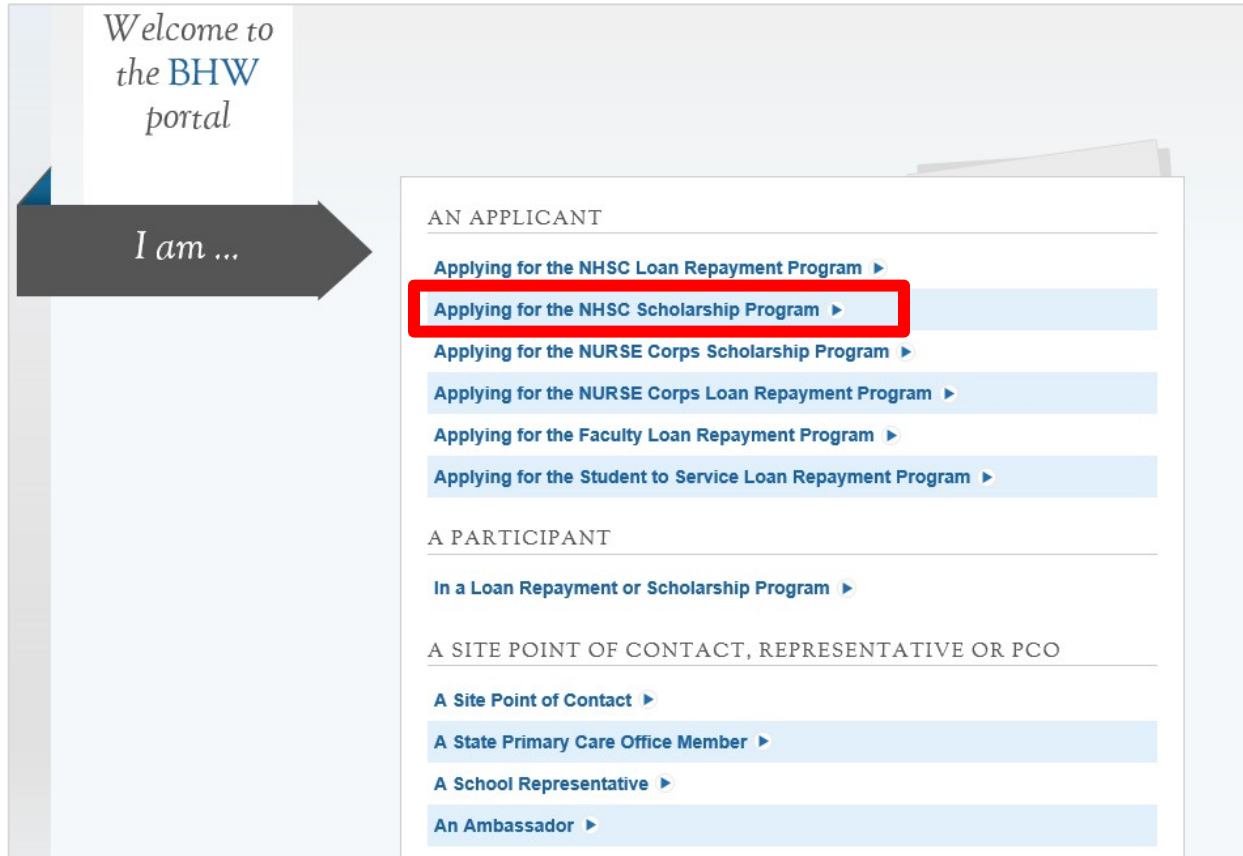 Welcome to
the BHW
portal
I am ...
AN APPLICANT
Applying for the NHSC Loan Repayment Program
Applying for the NHSC Scholarship Program
Applying for the NURSE Corps Scholarship Program
Applying for the NURSE Corps Loan Repayment Program
Applying for the Faculty Loan Repayment Program
Applying for the Student to Service Loan Repayment Program
A PARTICIPANT
In a Loan Repayment or Scholarship Program
A SITE POINT OF CONTACT, REPRESENTATIVE OR PCO
A Site Point of Contact
A State Primary Care Office Member
A School Representative
An Ambassador